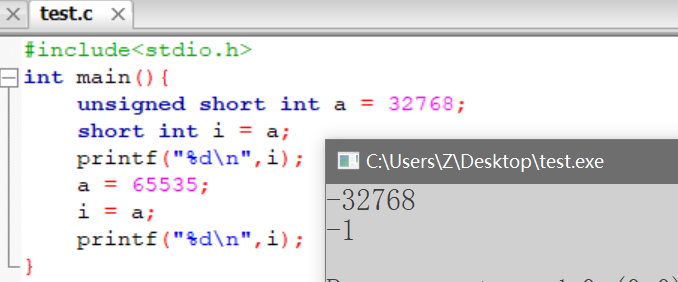 test.c
#include<stdio.h>
int main(){
    unsigned short int a = 32768;
    short int i = a;
    printf("%d\n",i);
    a = 65535;
    i = a;
    printf("%d\n",i);
}
C:\Users\Z\Desktop\test.exe
-32768
-1